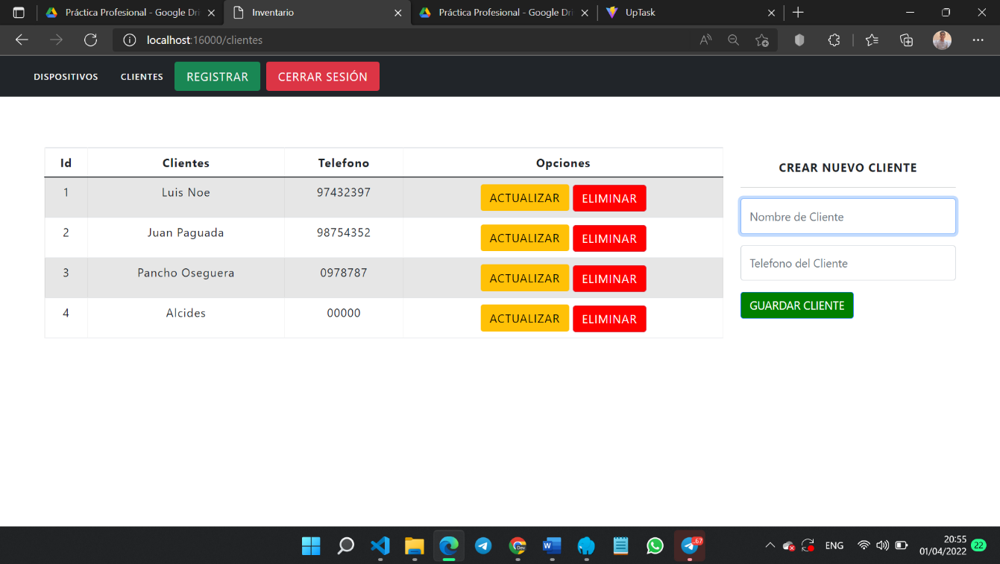 Práctica Profesional - Google Dri
Inventario
Práctica Profesional - Google Dri
UpTask
localhost:16000/clientes
DISPOSITIVOS CLIENTES REGISTRAR CERRAR SESIÓN
Id Clientes Telefono Opciones
1 Luis Noe 97432397 ACTUALIZAR ELIMINAR
2 Juan Paguada 98754352 ACTUALIZAR ELIMINAR
3 Pancho Oseguera 0978787 ACTUALIZAR ELIMINAR
4 Alcides 00000 ACTUALIZAR ELIMINAR
CREAR NUEVO CLIENTE
Nombre de Cliente
Telefono del Cliente
GUARDAR CLIENTE
Dev
W
67
ENG
20:55
01/04/2022
22